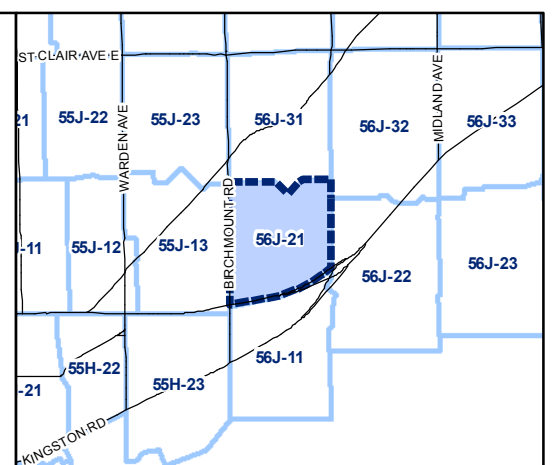 ST CLAIR AVE E
21
55J-22
WARDEN AVE
55J-23
56J-31
56J-32
MIDLAND AVE
56J-33
J-11
55J-12
55J-13
BIRCHMOUNT RD
56J-21
56J-22
56J-23
-21
55H-22
55H-23
56J-11
KINGSTON RD